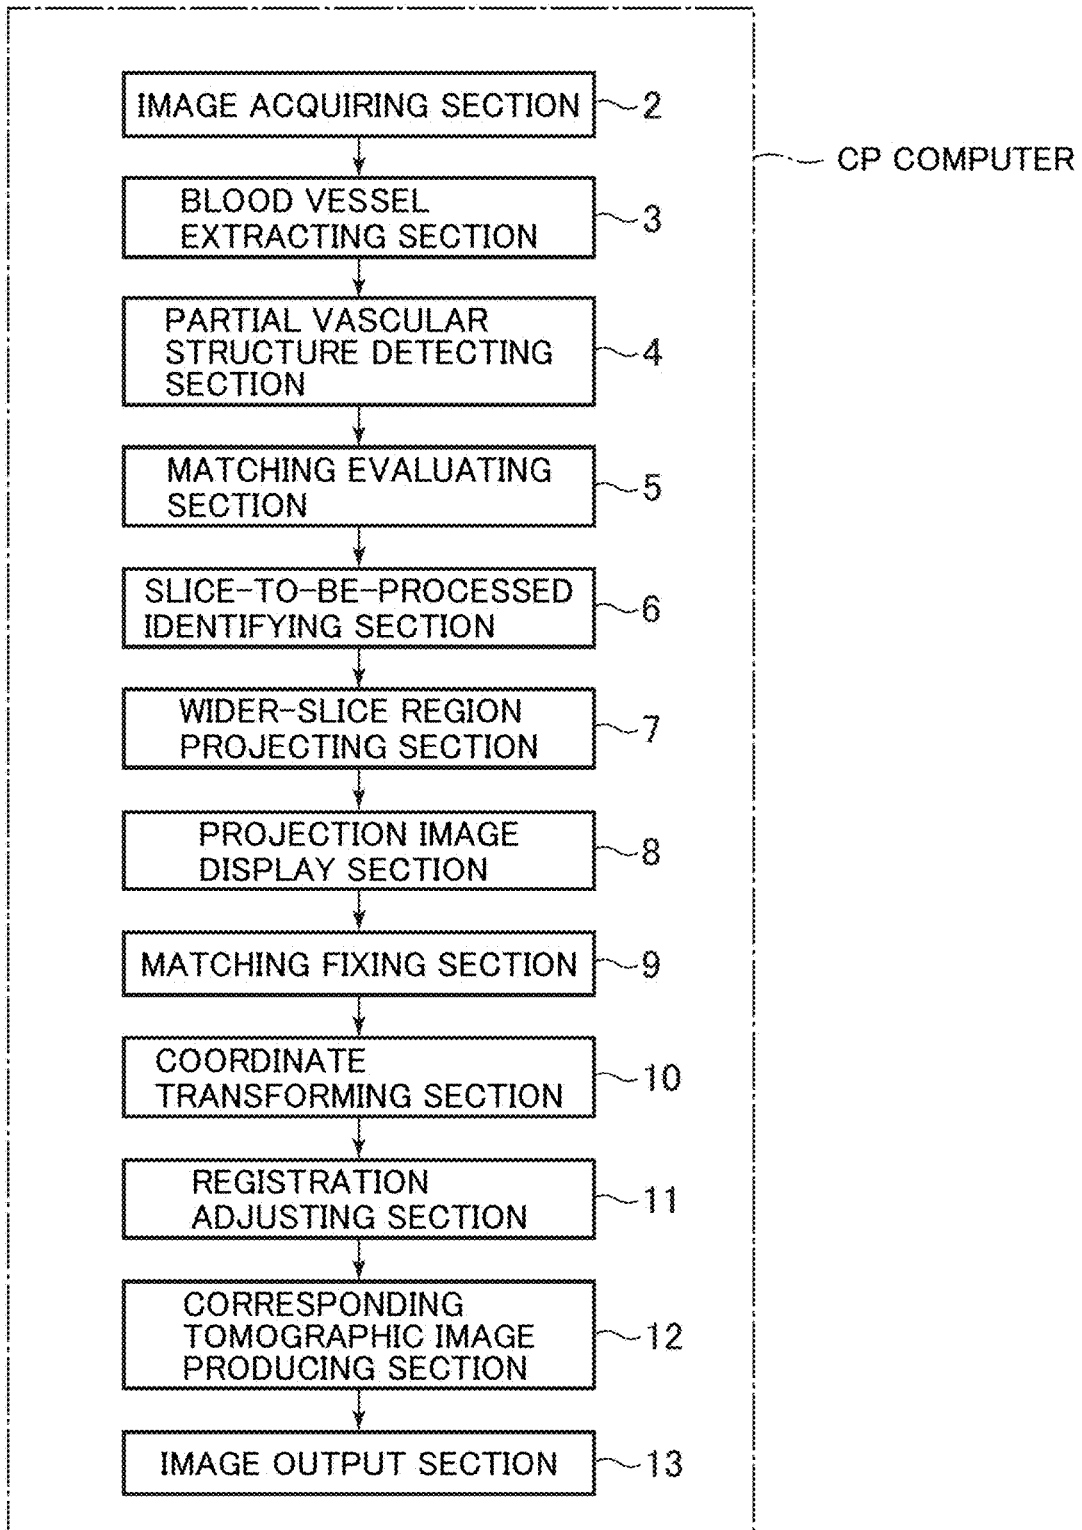 IMAGE ACQUIRING SECTION 2
CP COMPUTER
BLOOD VESSEL
EXTRACTING SECTION
3
PARTIAL VASCULAR
STRUCTURE DETECTING
SECTION
4
MATCHING EVALUATING
SECTION
5
SLICE-TO-BE-PROCESSED
IDENTIFYING SECTION
6
WIDER-SLICE REGION
PROJECTING SECTION
7
PROJECTION IMAGE
DISPLAY SECTION
8
MATCHING FIXING SECTION 9
COORDINATE
TRANSFORMING SECTION
10
REGISTRATION
ADJUSTING SECTION
11
CORRESPONDING
TOMOGRAPHIC IMAGE
PRODUCING SECTION
12
IMAGE OUTPUT SECTION 13